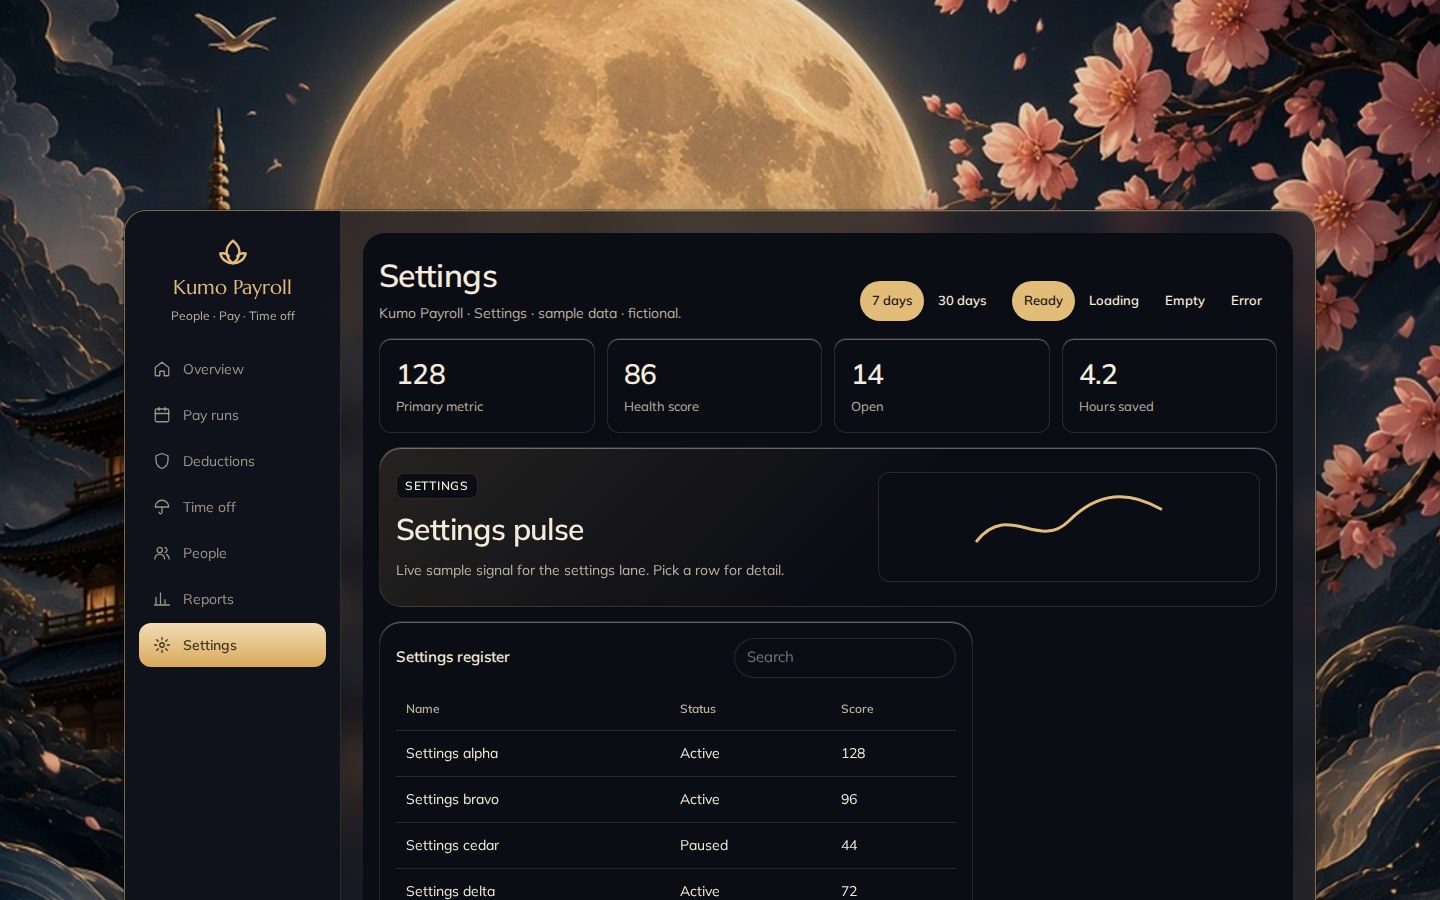 Kumo Payroll
People · Pay · Time off
Overview
Pay runs
Deductions
Time off
People
Reports
Settings
Settings
Kumo Payroll · Settings · sample data · fictional.
7 days 30 days Ready Loading Empty Error
128
Primary metric
86
Health score
14
Open
4.2
Hours saved
SETTINGS
Settings pulse
Live sample signal for the settings lane. Pick a row for detail.
Settings register
Search
Name Status Score
Settings alpha Active 128
Settings bravo Active 96
Settings cedar Paused 44
Settings delta Active 72